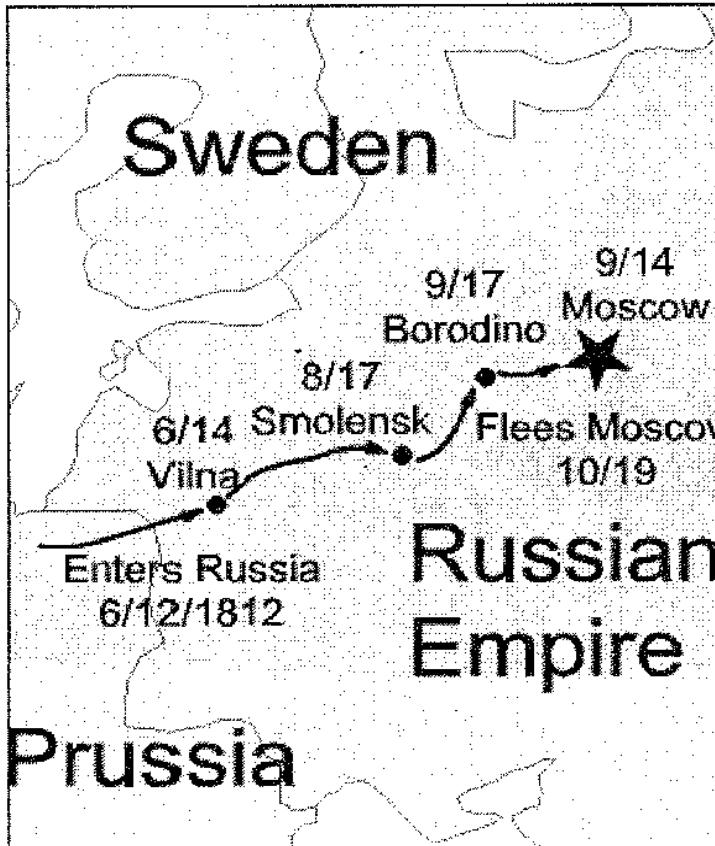 Sweden
9/14
Moscow
9/17
Borodino
8/17
Smolensk
6/14
Vilna
Flees Moscow
10/19
Enters Russia
6/12/1812
Russian
Empire
Prussia